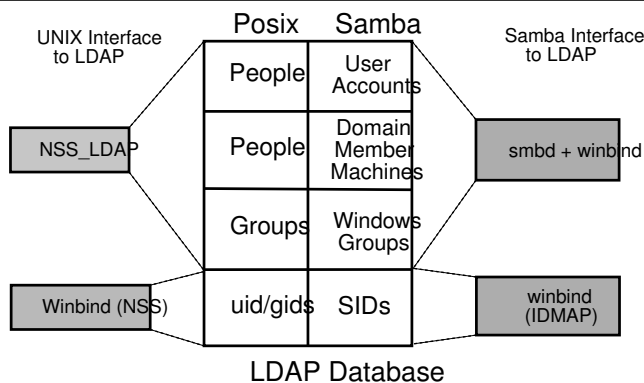 UNIX Interface
to LDAP
Posix
Samba
Samba Interface
to LDAP
People
User
Accounts
NSS_LDAP
People
Domain
Member
Machines
smbd + winbind
Groups
Windows
Groups
Winbind (NSS)
uid/gids
SIDs
winbind
(IDMAP)
LDAP Database